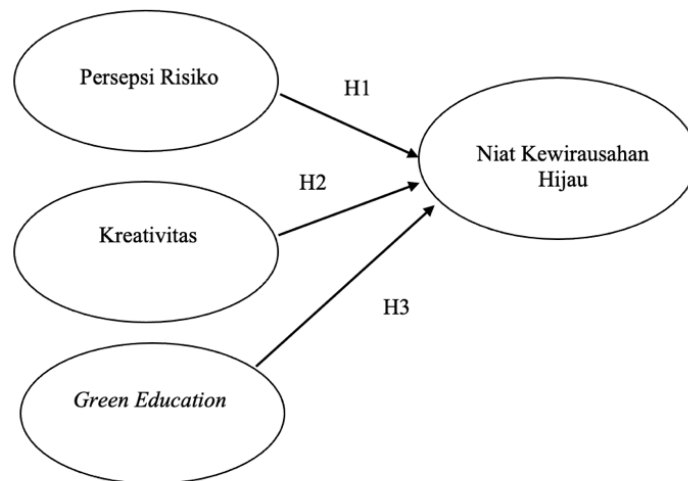 Persepsi Risiko
H1
Niat Kewirausahan
Hijau
H2
Kreativitas
H3
Green Education